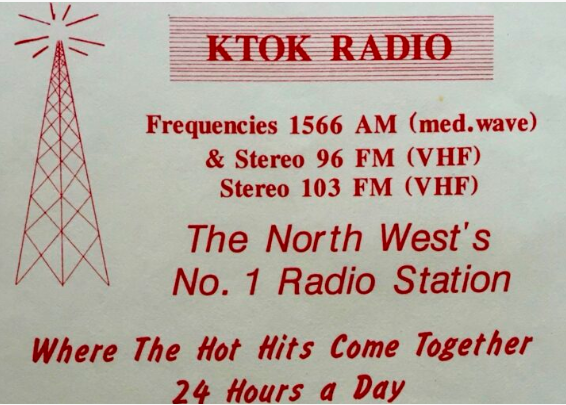 KTOK RADIO
Frequencies 1566 AM (med.wave)
& Stereo 96 FM (VHF)
Stereo 103 FM (VHF)
The North West's
No. 1 Radio Station
Where The Hot Hits Come Together
24 Hours a Day